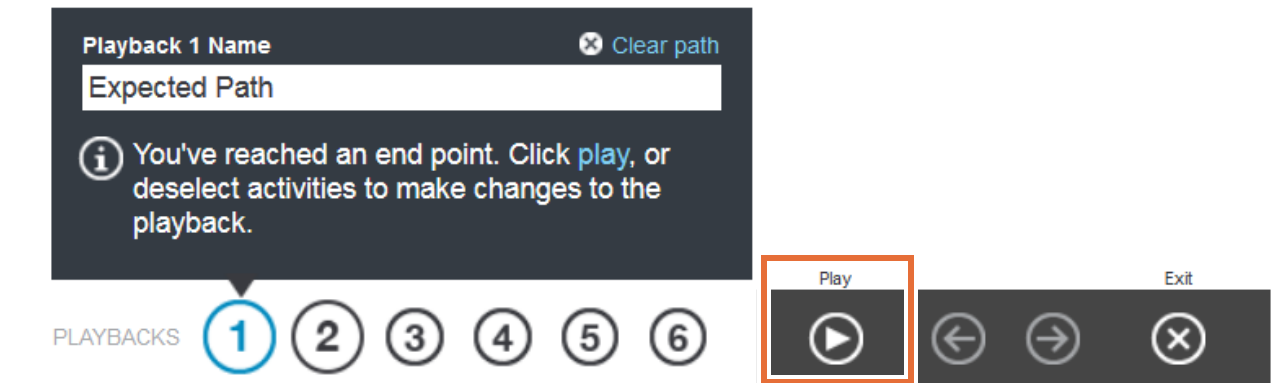 Playback 1 Name
Clear path
Expected Path
You've reached an end point. Click play, or
deselect activities to make changes to the
playback.
PLAYBACKS 1 2 3 4 5 6
Play
Exit